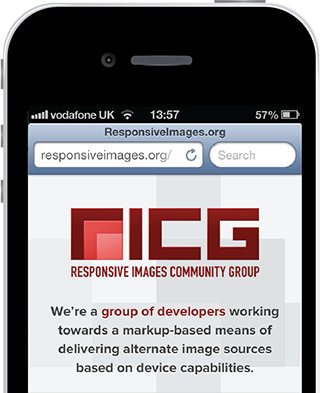 vodafone UK 13:57 57%
ResponsiveImages.org
responsiveimages.org/ Search
RICG
RESPONSIVE IMAGES COMMUNITY GROUP
We're a group of developers working
towards a markup-based means of
delivering alternate image sources
based on device capabilities.